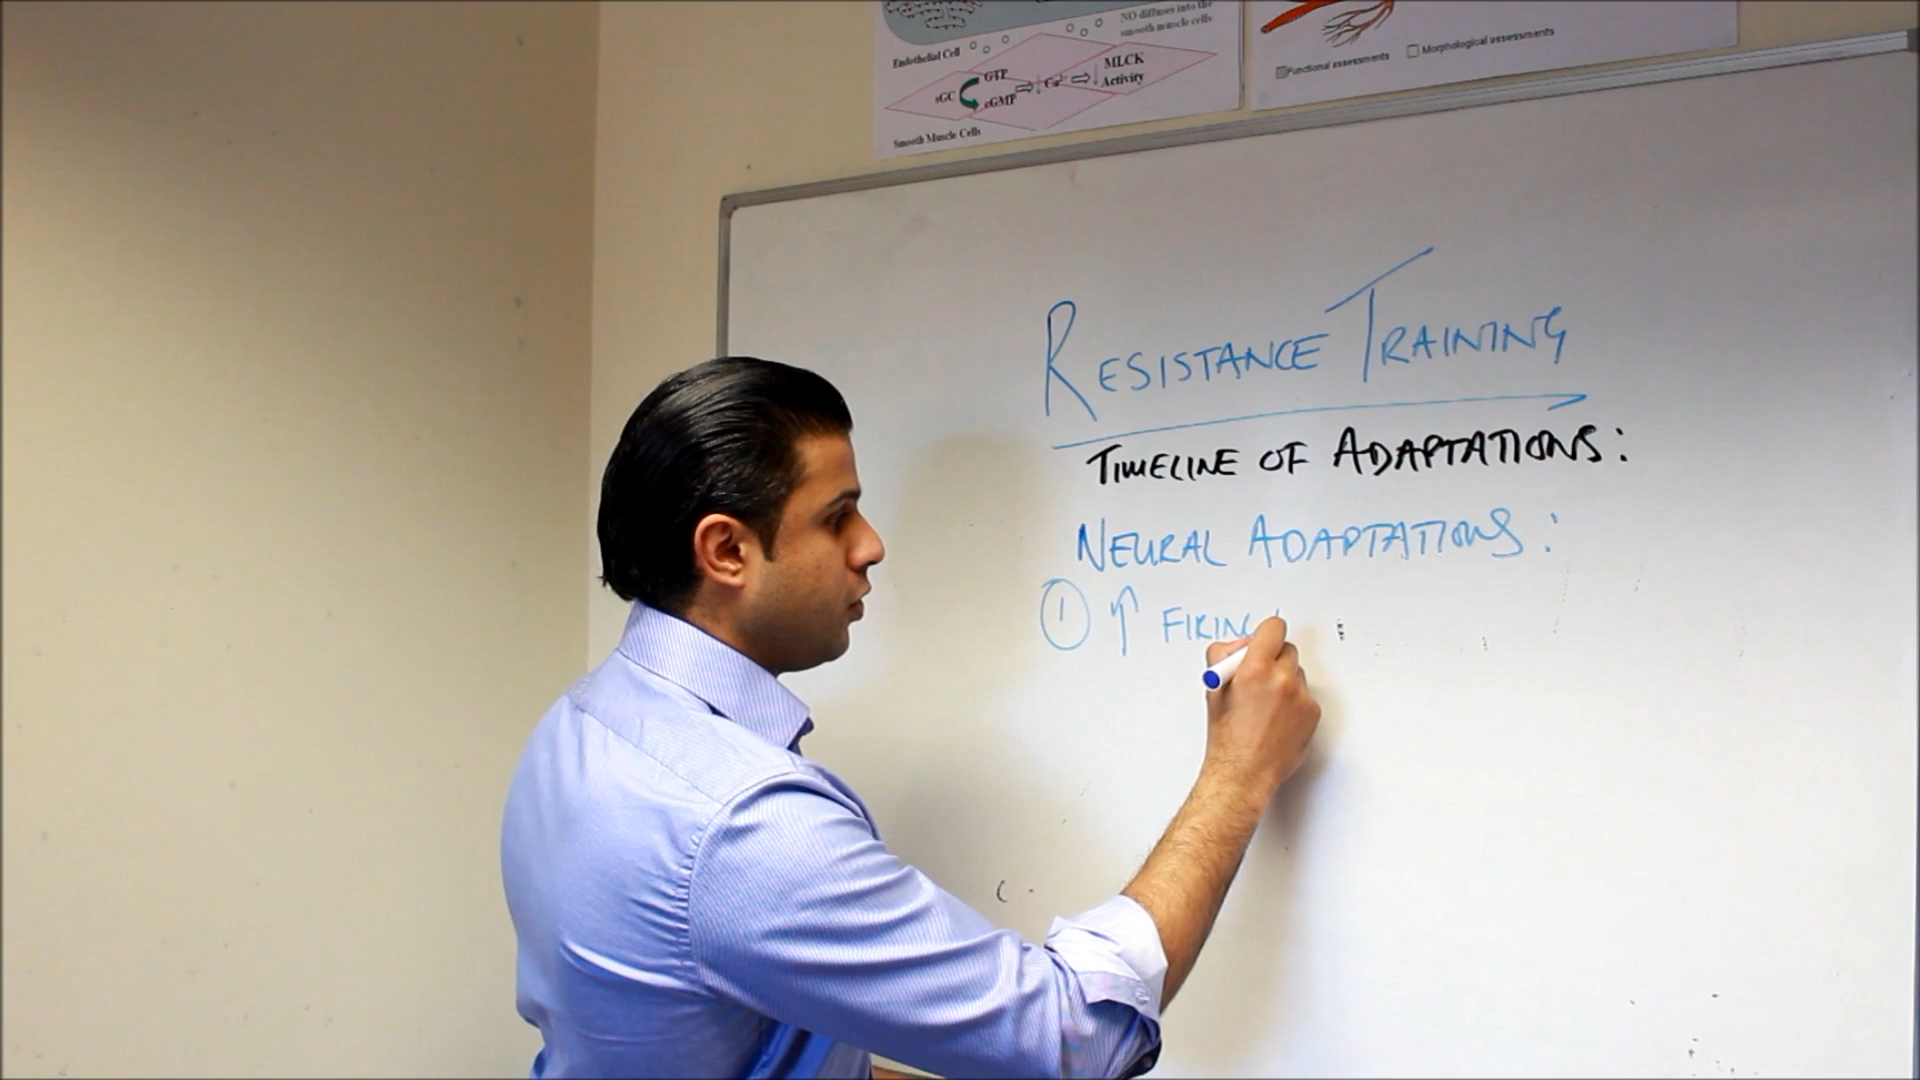 NO diffuses into the
smooth muscle cells
Endothelial Cell
GTP
sGC
cGMP
Ca²⁺
MLCK
Activity
Smooth Muscle Cells
Functional assessments
Morphological assessments
RESISTANCE TRAINING
TIMELINE OF ADAPTATIONS:
NEURAL ADAPTATIONS:
① ↑ FIRING